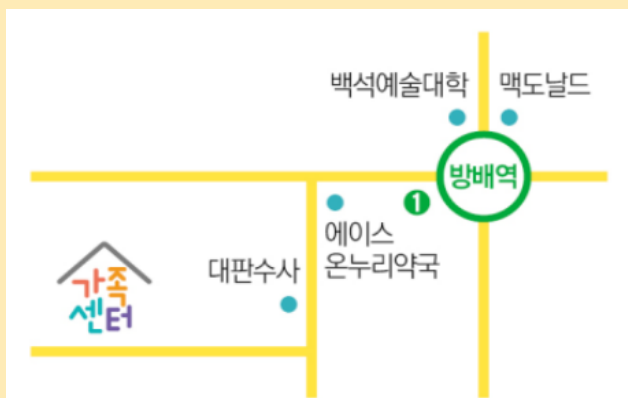 백석예술대학
맥도날드
방배역
1
에이스
온누리약국
대판수사
가족
센터